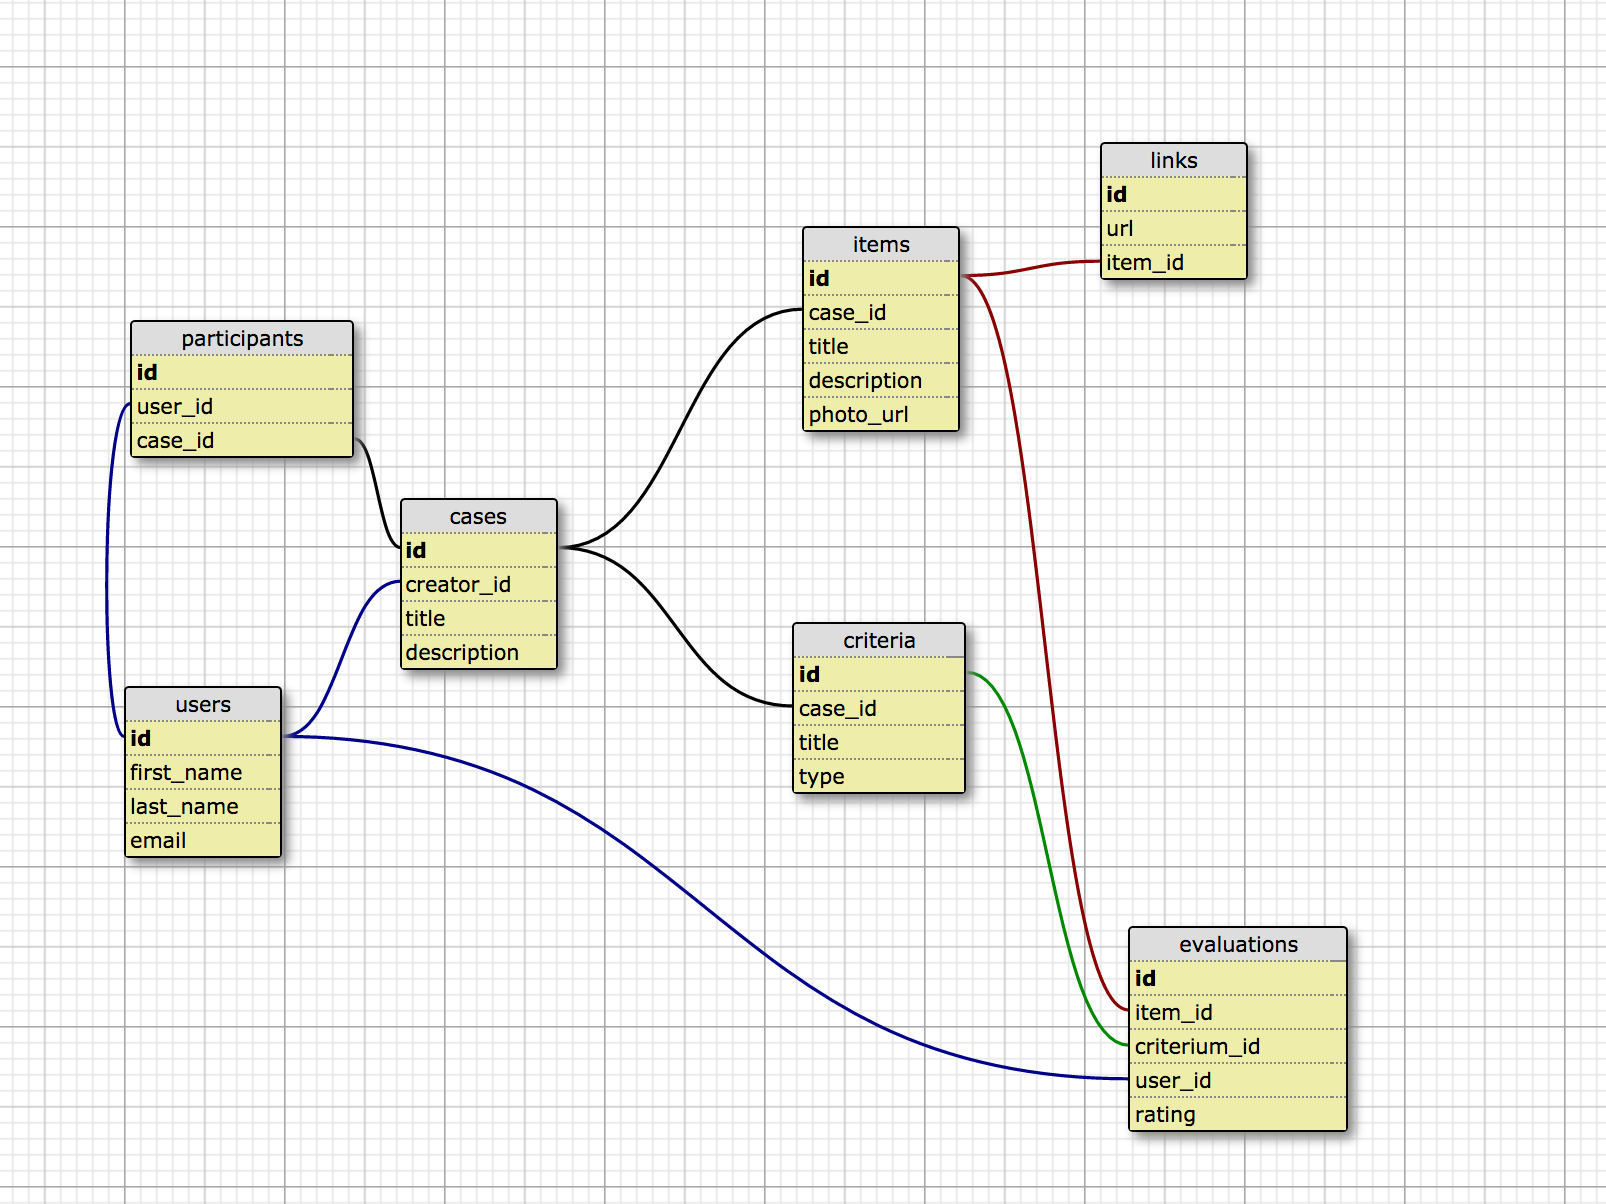 links
id
url
item_id
items
id
case_id
title
description
photo_url
participants
id
user_id
case_id
cases
id
creator_id
title
description
criteria
id
case_id
title
type
users
id
first_name
last_name
email
evaluations
id
item_id
criterium_id
user_id
rating